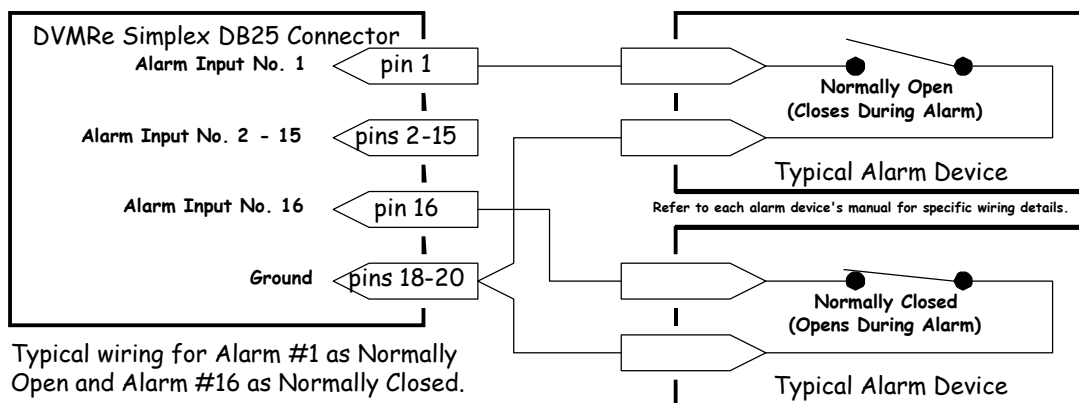 DVMRe Simplex DB25 Connector
Alarm Input No. 1
pin 1
Alarm Input No. 2 - 15
pins 2-15
Alarm Input No. 16
pin 16
Ground
pins 18-20
Typical wiring for Alarm #1 as Normally
Open and Alarm #16 as Normally Closed.
Normally Open
(Closes During Alarm)
Typical Alarm Device
Refer to each alarm device's manual for specific wiring details.
Normally Closed
(Opens During Alarm)
Typical Alarm Device